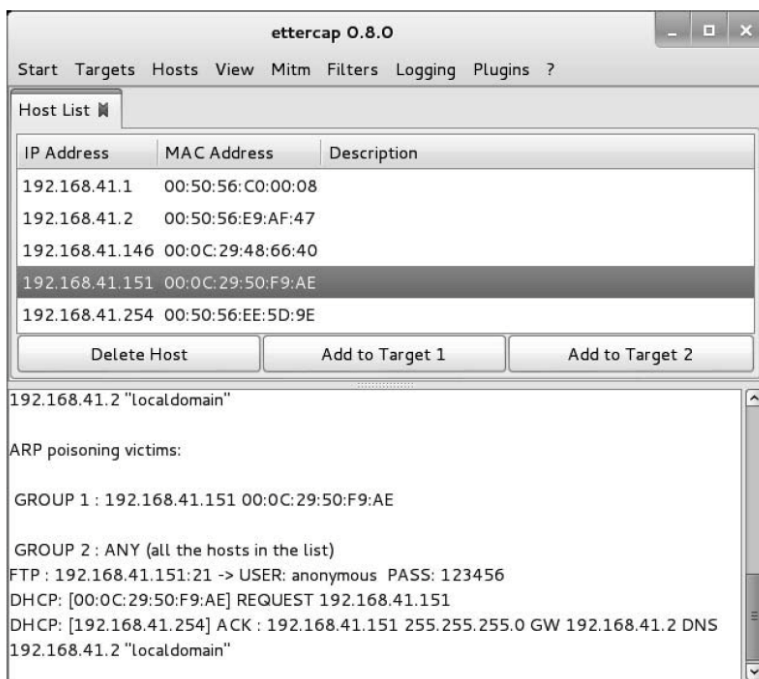 ettercap 0.8.0
Start Targets Hosts View Mitm Filters Logging Plugins ?
Host List
IP Address MAC Address Description
192.168.41.1 00:50:56:C0:00:08
192.168.41.2 00:50:56:E9:AF:47
192.168.41.146 00:0C:29:48:66:40
192.168.41.151 00:0C:29:50:F9:AE
192.168.41.254 00:50:56:EE:5D:9E
Delete Host Add to Target 1 Add to Target 2
192.168.41.2 "localdomain"
ARP poisoning victims:
GROUP 1 : 192.168.41.151 00:0C:29:50:F9:AE
GROUP 2 : ANY (all the hosts in the list)
FTP : 192.168.41.151:21 -> USER: anonymous PASS: 123456
DHCP: [00:0C:29:50:F9:AE] REQUEST 192.168.41.151
DHCP: [192.168.41.254] ACK : 192.168.41.151 255.255.255.0 GW 192.168.41.2 DNS
192.168.41.2 "localdomain"